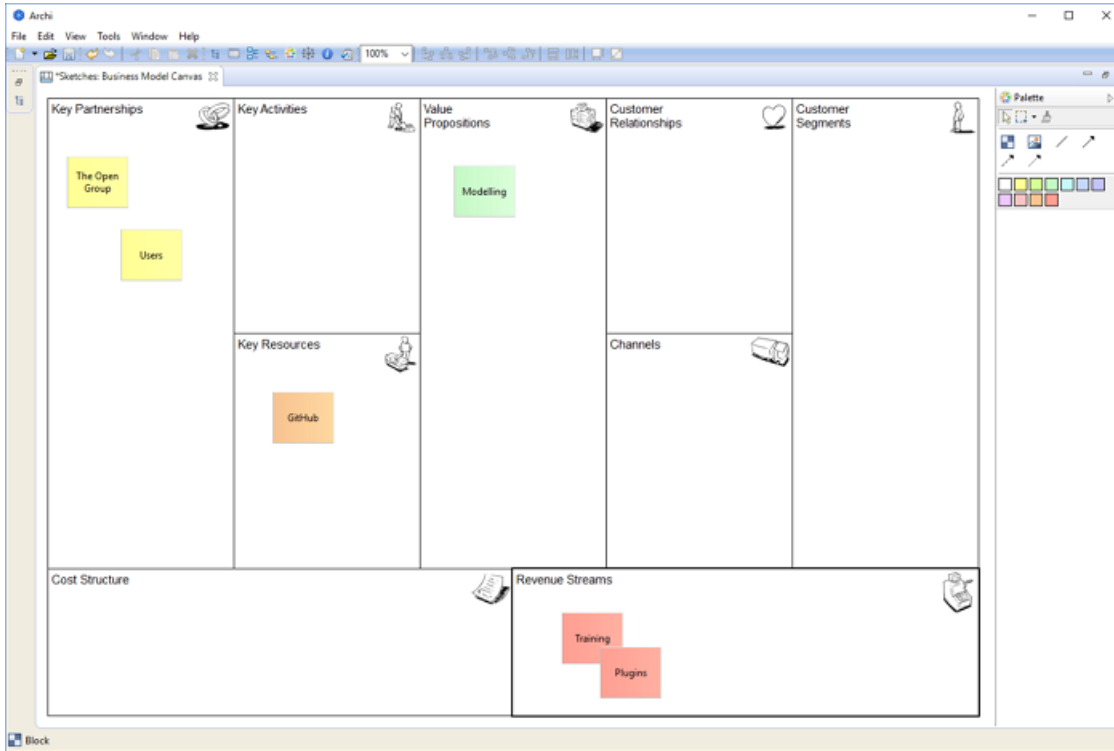 Archi
File Edit View Tools Window Help
100%
*Sketches: Business Model Canvas
Palette
Key Partnerships
Key Activities
Value
Propositions
Customer
Relationships
Customer
Segments
The Open
Group
Modelling
Users
Key Resources
Channels
GitHub
Cost Structure
Revenue Streams
Training
Plugins
Block